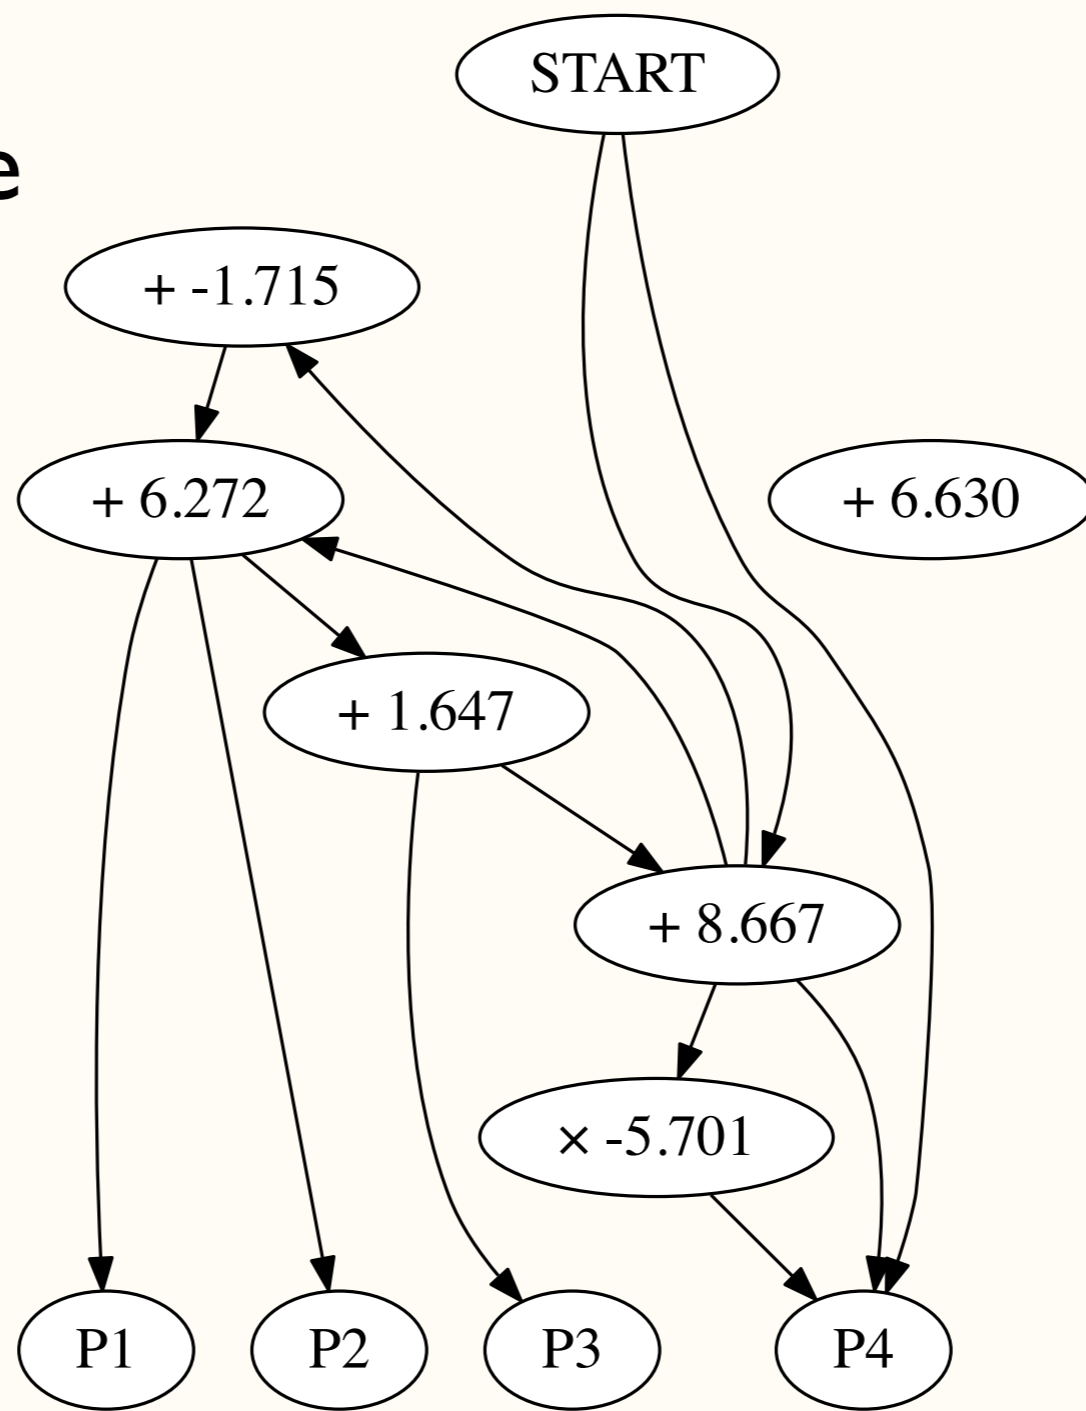 START
e
+ -1.715
+ 6.272
+ 6.630
+ 1.647
+ 8.667
× -5.701
P1
P2
P3
P4